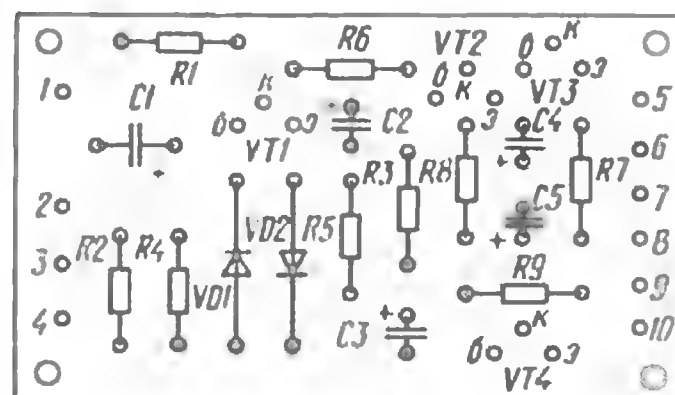 R6
VT2
б
к
R1
1
C1
к
б
к
э
VT3
5
б
э
C2
э
C4
VT1
+
+
6
R3
R8
R7
2
C5
7
R2
R4
VD2
R5
+
8
3
VD1
R9
9
+
4
C3
к
10
б
э
VT4